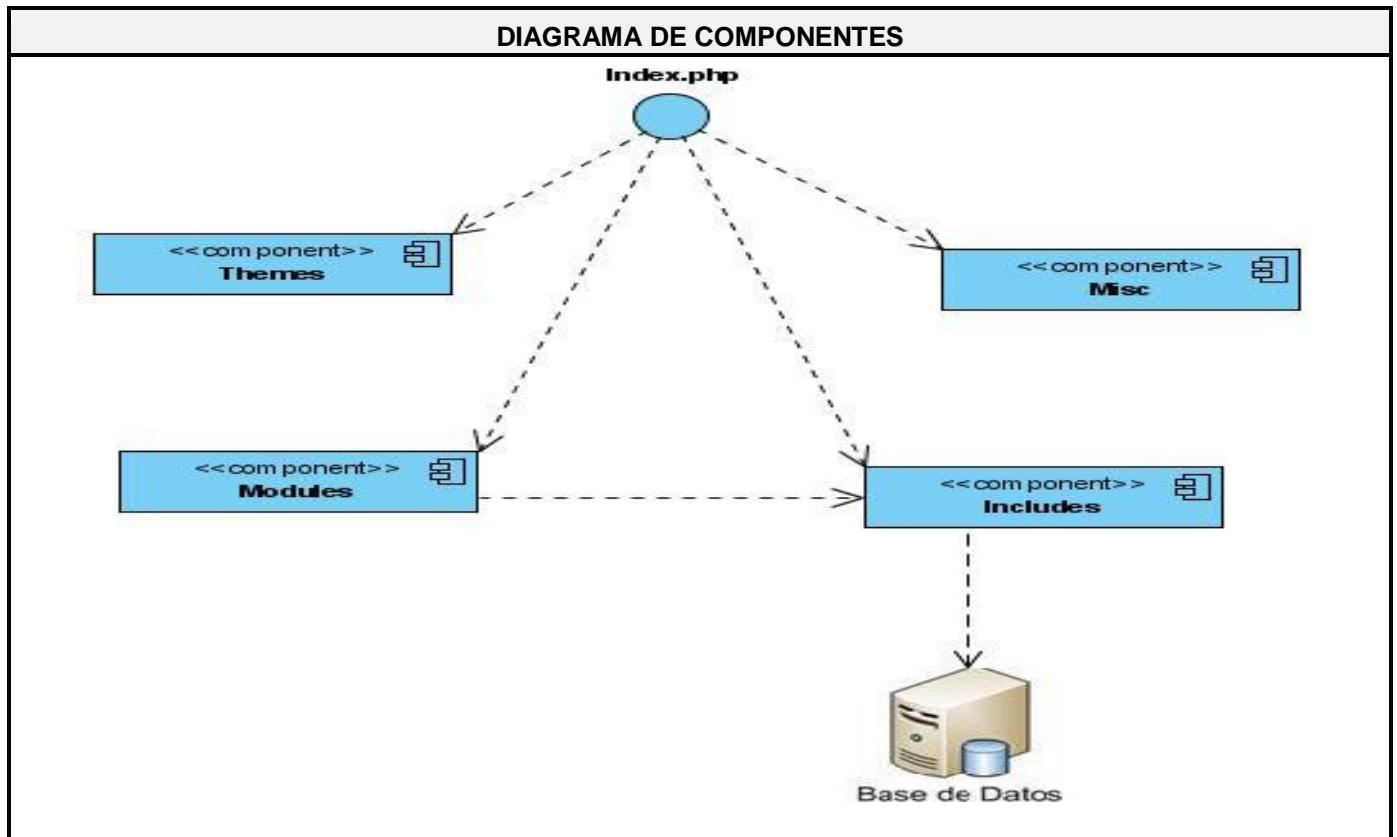 DIAGRAMA DE COMPONENTES
Index.php
<<component>>
Themes
<<component>>
Misc
<<component>>
Modules
<<component>>
Includes
Base de Datos